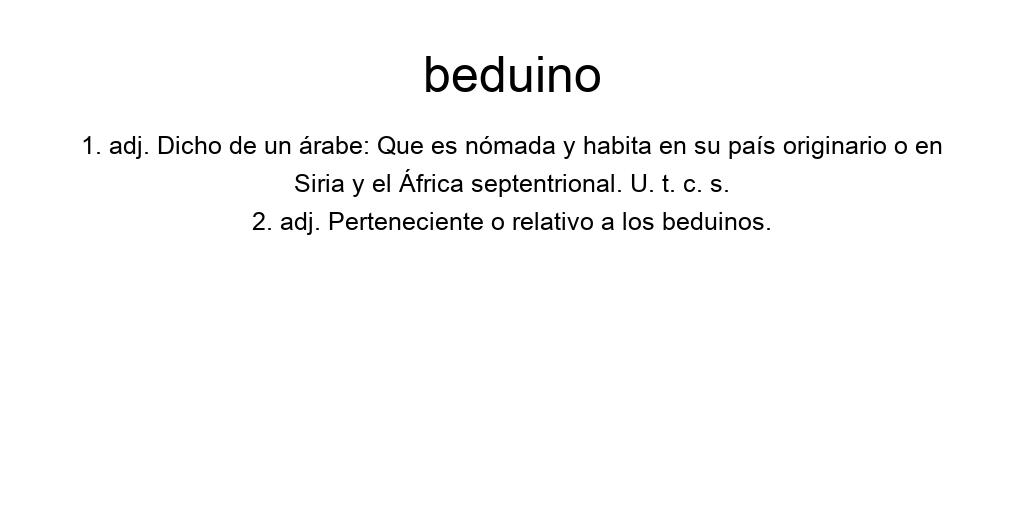 beduino
1. adj. Dicho de un árabe: Que es nómada y habita en su país originario o en
Siria y el África septentrional. U. t. c. s.
2. adj. Perteneciente o relativo a los beduinos.